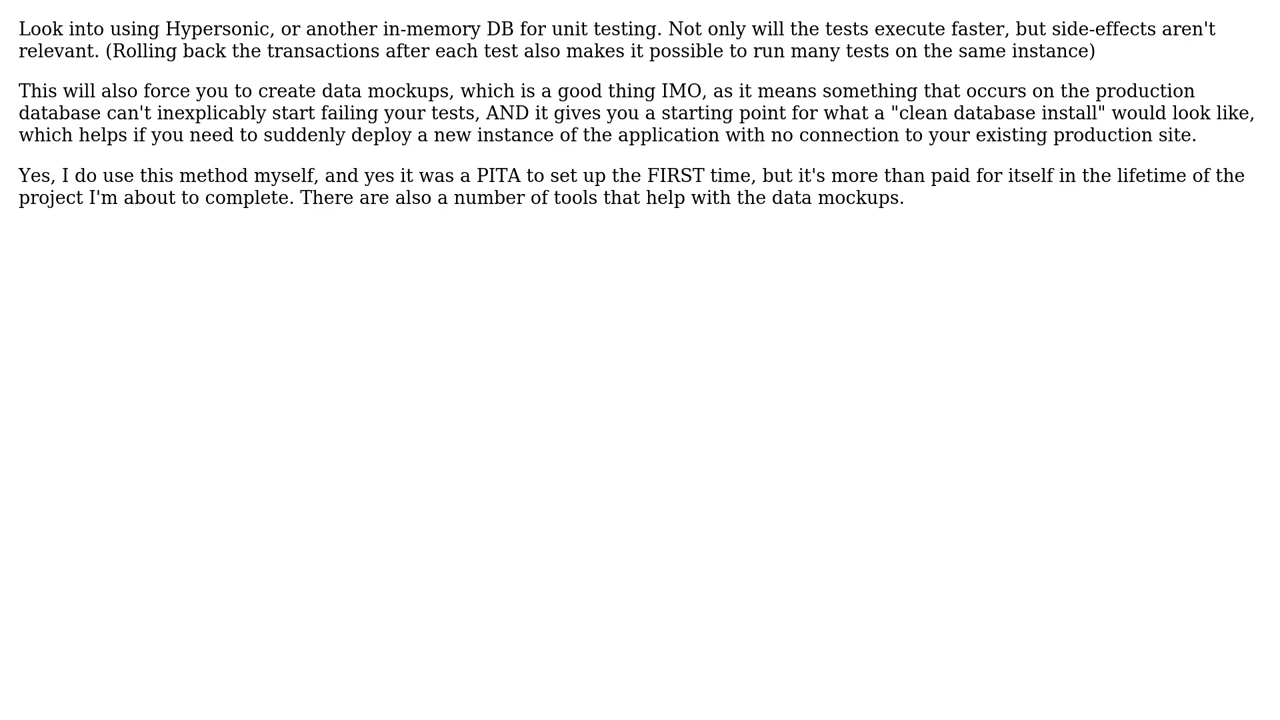 Look into using Hypersonic, or another in-memory DB for unit testing. Not only will the tests execute faster, but side-effects aren't
relevant. (Rolling back the transactions after each test also makes it possible to run many tests on the same instance)
This will also force you to create data mockups, which is a good thing IMO, as it means something that occurs on the production
database can't inexplicably start failing your tests, AND it gives you a starting point for what a "clean database install" would look like,
which helps if you need to suddenly deploy a new instance of the application with no connection to your existing production site.
Yes, I do use this method myself, and yes it was a PITA to set up the FIRST time, but it's more than paid for itself in the lifetime of the
project I'm about to complete. There are also a number of tools that help with the data mockups.